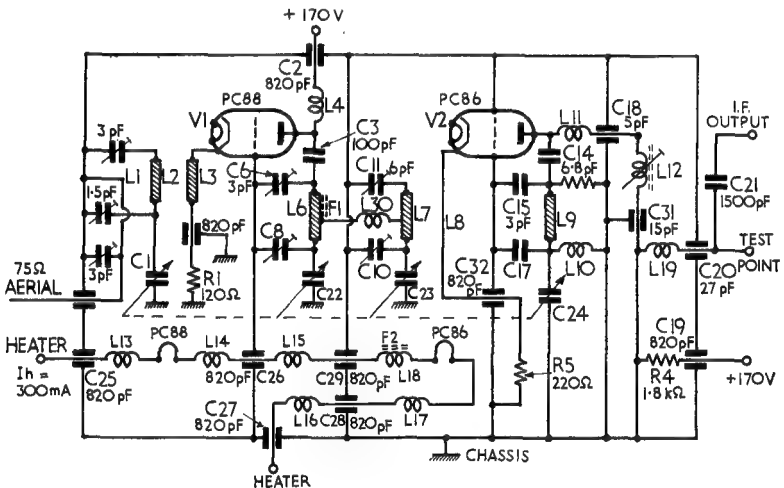 +170V
C2
820pF
L4
PC88
V1
C3
100pF
3pF
L1
L2
L3
C6
3pF
C11
6pF
L6
F1
L30
L7
1.5pF
820pF
C8
C10
3pF
C1
R1
120Ω
C22
C23
75Ω
AERIAL
PC86
V2
L11
C18
5pF
I.F.
OUTPUT
C14
6·8pF
L12
C21
1500pF
L8
C15
3pF
L9
C31
15pF
C17
L10
L19
TEST
POINT
C20
27pF
C32
820
pF
C24
HEATER
Ih =
300mA
L13
PC88
L14
L15
F2
PC86
L18
C25
820pF
820pF
C26
C29
820pF
C27
820pF
L16
C28
820
pF
L17
R5
220Ω
C19
820pF
R4
1·8kΩ
+170V
CHASSIS
HEATER